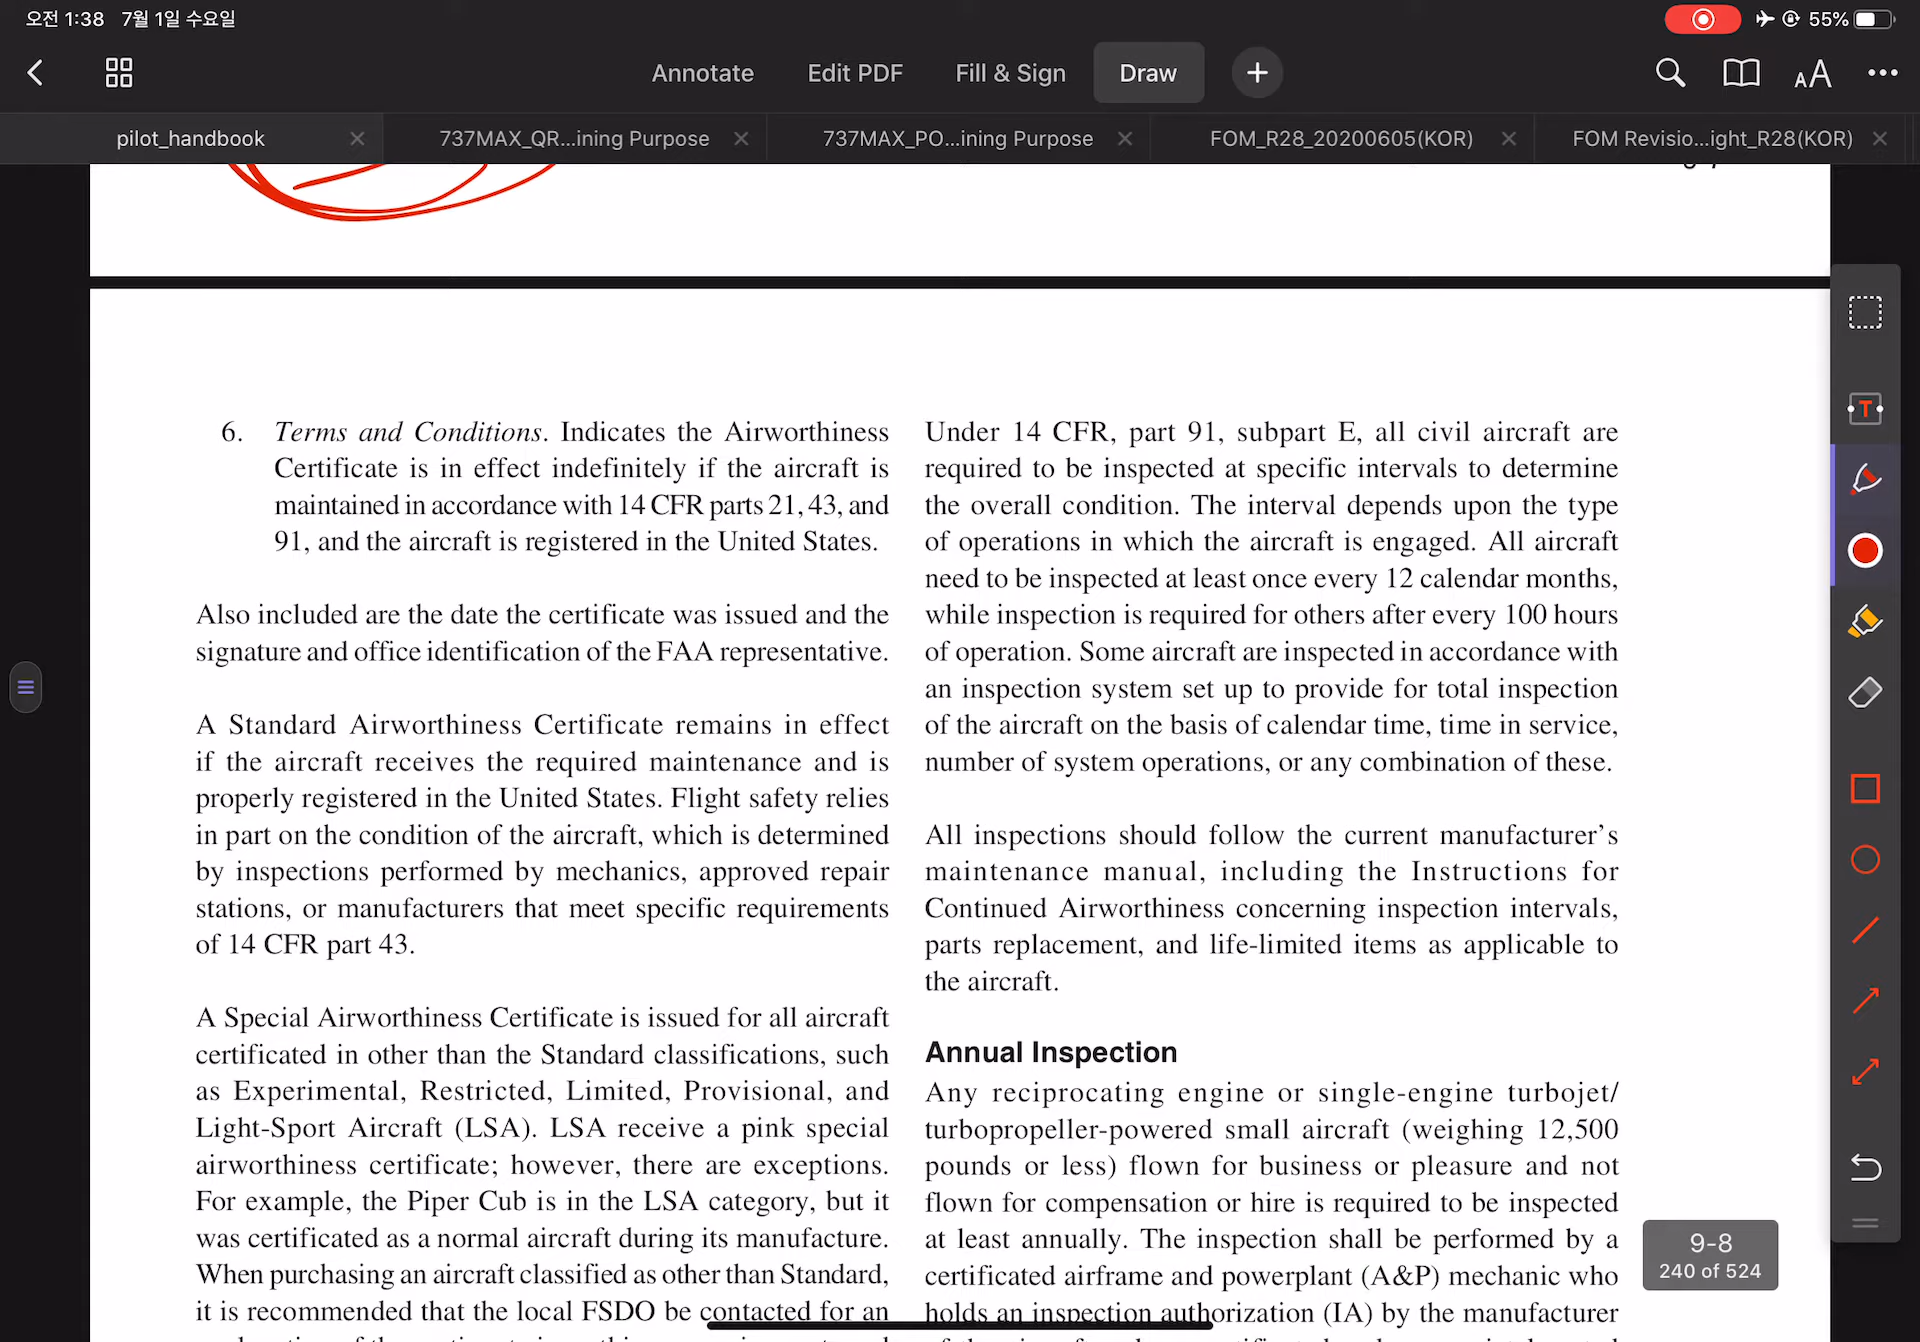 오전 1:38 7월 1일 수요일
55%
Annotate Edit PDF Fill & Sign Draw
AA
pilot_handbook
737MAX_QR...ining Purpose
737MAX_PO...ining Purpose
FOM_R28_20200605(KOR)
FOM Revisio...ight_R28(KOR)
6. Terms and Conditions. Indicates the Airworthiness
Certificate is in effect indefinitely if the aircraft is
maintained in accordance with 14 CFR parts 21, 43, and
91, and the aircraft is registered in the United States.
Also included are the date the certificate was issued and the
signature and office identification of the FAA representative.
A Standard Airworthiness Certificate remains in effect
if the aircraft receives the required maintenance and is
properly registered in the United States. Flight safety relies
in part on the condition of the aircraft, which is determined
by inspections performed by mechanics, approved repair
stations, or manufacturers that meet specific requirements
of 14 CFR part 43.
A Special Airworthiness Certificate is issued for all aircraft
certificated in other than the Standard classifications, such
as Experimental, Restricted, Limited, Provisional, and
Light-Sport Aircraft (LSA). LSA receive a pink special
airworthiness certificate; however, there are exceptions.
For example, the Piper Cub is in the LSA category, but it
was certificated as a normal aircraft during its manufacture.
When purchasing an aircraft classified as other than Standard,
it is recommended that the local FSDO be contacted for an
Under 14 CFR, part 91, subpart E, all civil aircraft are
required to be inspected at specific intervals to determine
the overall condition. The interval depends upon the type
of operations in which the aircraft is engaged. All aircraft
need to be inspected at least once every 12 calendar months,
while inspection is required for others after every 100 hours
of operation. Some aircraft are inspected in accordance with
an inspection system set up to provide for total inspection
of the aircraft on the basis of calendar time, time in service,
number of system operations, or any combination of these.
All inspections should follow the current manufacturer's
maintenance manual, including the Instructions for
Continued Airworthiness concerning inspection intervals,
parts replacement, and life-limited items as applicable to
the aircraft.
Annual Inspection
Any reciprocating engine or single-engine turbojet/
turbopropeller-powered small aircraft (weighing 12,500
pounds or less) flown for business or pleasure and not
flown for compensation or hire is required to be inspected
at least annually. The inspection shall be performed by a
certificated airframe and powerplant (A&P) mechanic who
holds an inspection authorization (IA) by the manufacturer
9-8
240 of 524
T